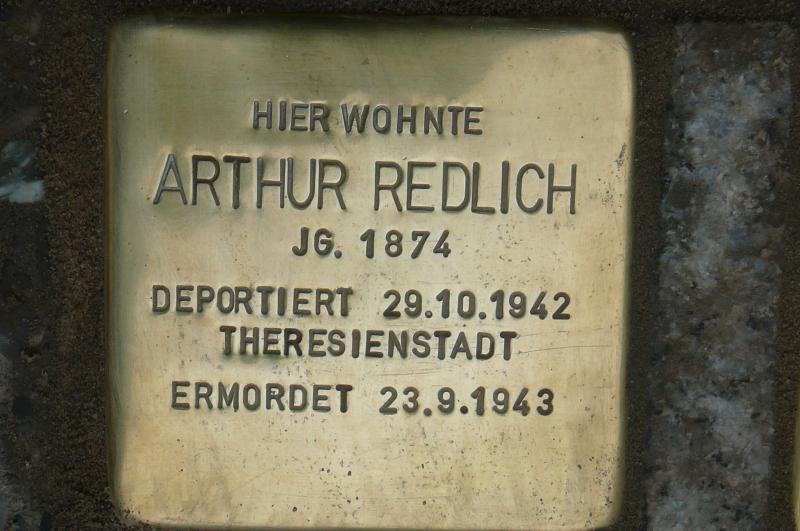 HIER WOHNTE
ARTHUR REDLICH
JG. 1874
DEPORTIERT 29.10.1942
THERESIENSTADT
ERMORDET 23.9.1943